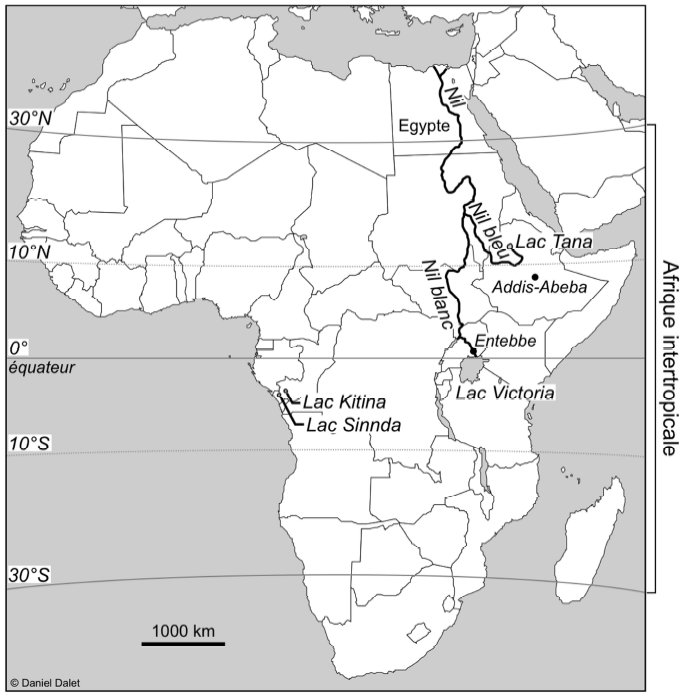 Nil
30°N
Egypte
Nil bleu
Lac Tana
10°N
Addis-Abeba
Nil blanc
Afrique intertropicale
Entebbe
0°
équateur
Lac Victoria
Lac Kitina
Lac Sinnda
10°S
30°S
1000 km
© Daniel Dalet